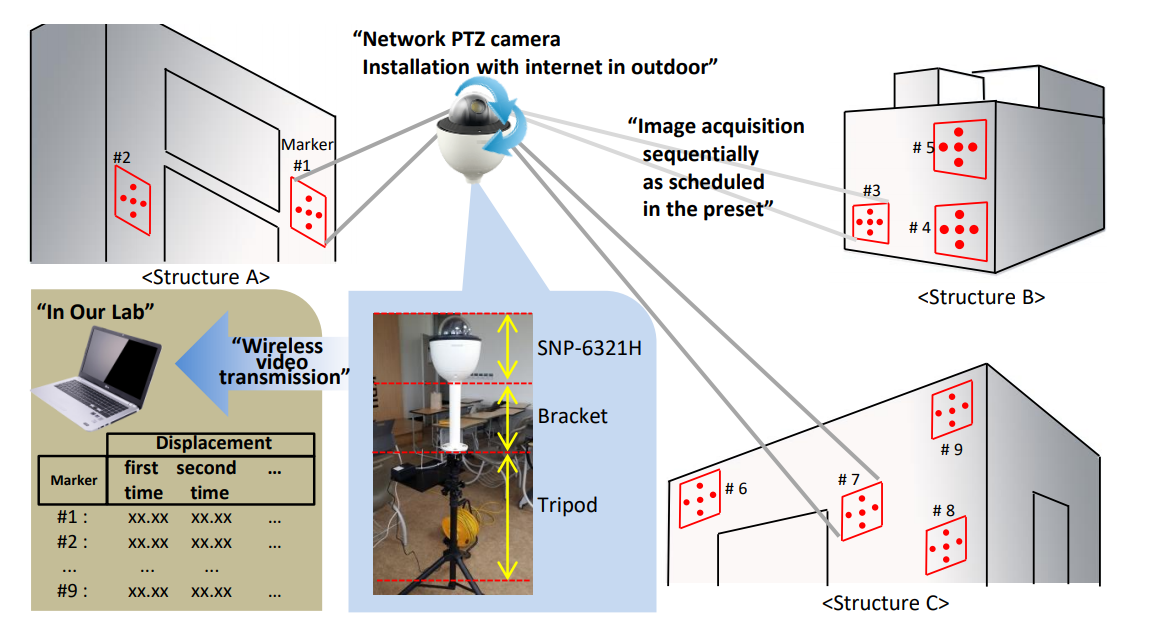 “Network PTZ camera
Installation with internet in outdoor”
Marker
#1
#2
<Structure A>
“Image acquisition
sequentially
as scheduled
in the preset”
# 5
#3
# 4
<Structure B>
“In Our Lab”
“Wireless
video
transmission”
Displacement
Marker
first time
second time
...
#1 : xx.xx xx.xx ...
#2 : xx.xx xx.xx ...
... ... ...
#9 : xx.xx xx.xx ...
SNP-6321H
Bracket
Tripod
# 9
# 6
# 7
# 8
<Structure C>